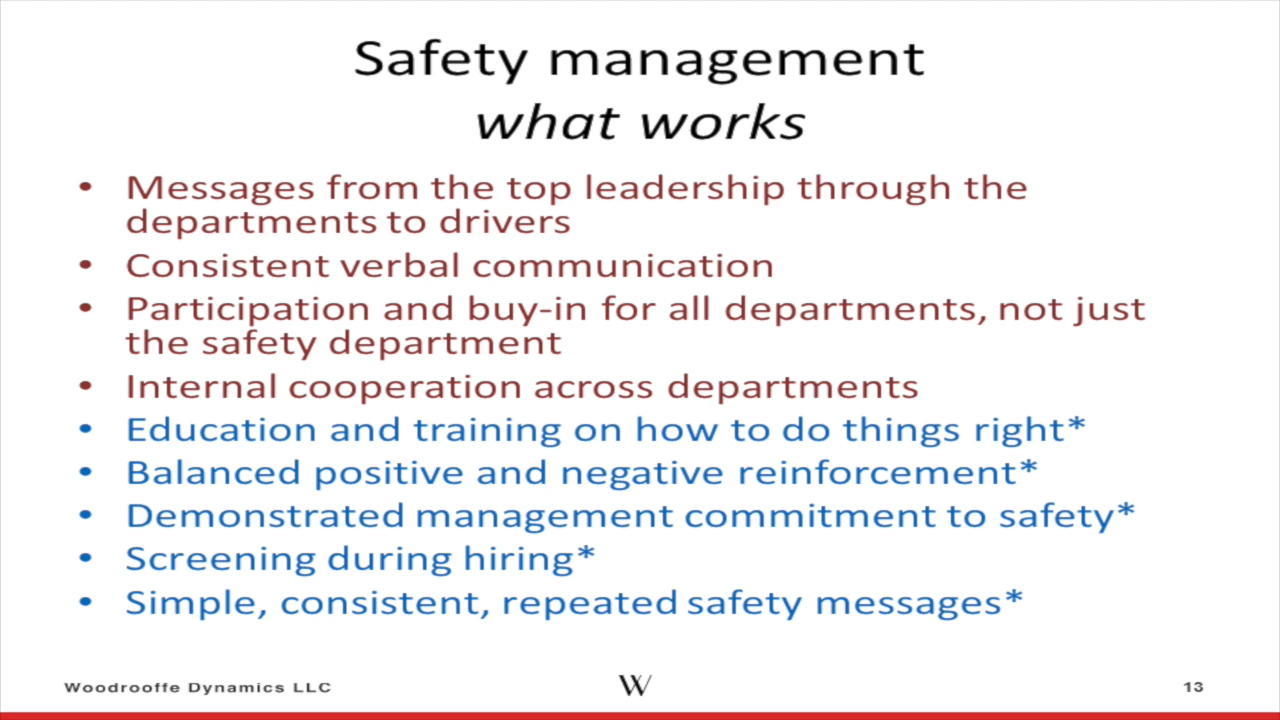 Safety management
what works
• Messages from the top leadership through the
departments to drivers
• Consistent verbal communication
• Participation and buy-in for all departments, not just
the safety department
• Internal cooperation across departments
• Education and training on how to do things right*
• Balanced positive and negative reinforcement*
• Demonstrated management commitment to safety*
• Screening during hiring*
• Simple, consistent, repeated safety messages*
Woodrooffe Dynamics LLC W 13